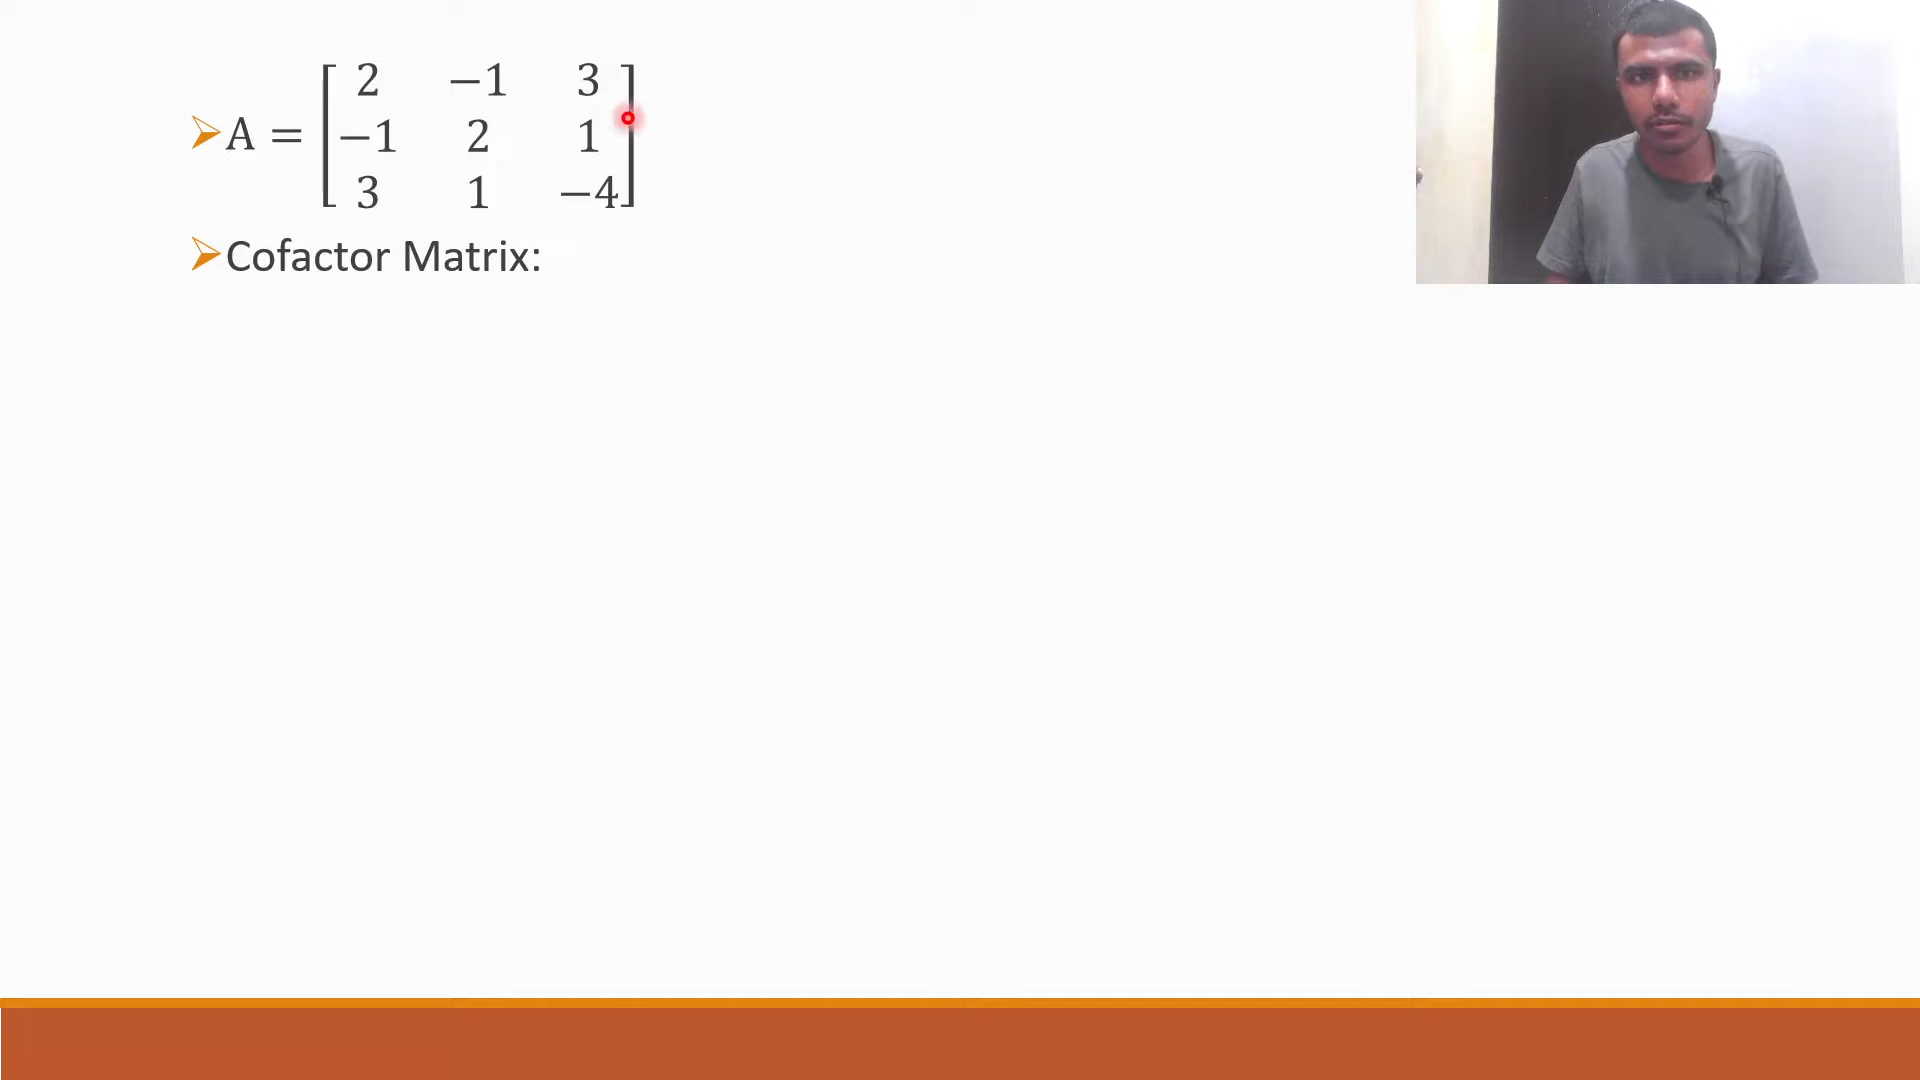 A = [2 −1 3
−1 2 1
3 1 −4]
Cofactor Matrix: